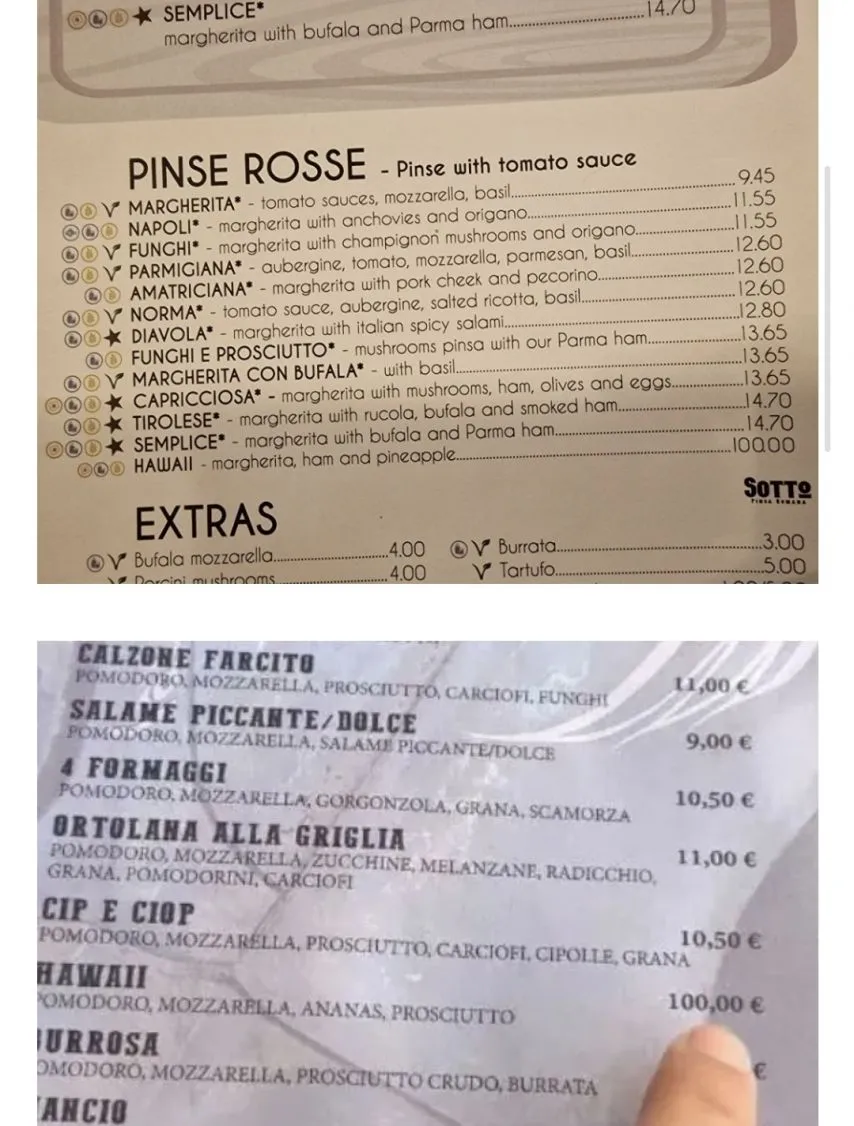 SEMPLICE* 14.70
margherita with bufala and Parma ham
PINSE ROSSE - Pinse with tomato sauce
MARGHERITA* - tomato sauces, mozzarella, basil 9.45
NAPOLI* - margherita with anchovies and origano 11.55
FUNGHI* - margherita with champignon mushrooms and origano 11.55
PARMIGIANA* - aubergine, tomato, mozzarella, parmesan, basil 12.60
AMATRICIANA* - margherita with pork cheek and pecorino 12.60
NORMA* - tomato sauce, aubergine, salted ricotta, basil 12.60
DIAVOLA* - margherita with italian spicy salami 12.80
FUNGHI E PROSCIUTTO* - mushrooms pinsa with our Parma ham 13.65
MARGHERITA CON BUFALA* - with basil 13.65
CAPRICCIOSA* - margherita with mushrooms, ham, olives and eggs 13.65
TIROLESE* - margherita with rucola, bufala and smoked ham 14.70
SEMPLICE* - margherita with bufala and Parma ham 14.70
HAWAII - margherita, ham and pineapple 100.00
SOTTO
PINSA ROMANA
EXTRAS
Bufala mozzarella 4.00 Burrata 3.00
Porcini mushrooms 4.00 Tartufo 5.00
CALZONE FARCITO
POMODORO, MOZZARELLA, PROSCIUTTO, CARCIOFI, FUNGHI 11,00 €
SALAME PICCANTE/DOLCE
POMODORO, MOZZARELLA, SALAME PICCANTE/DOLCE 9,00 €
4 FORMAGGI
POMODORO, MOZZARELLA, GORGONZOLA, GRANA, SCAMORZA 10,50 €
ORTOLANA ALLA GRIGLIA
POMODORO, MOZZARELLA, ZUCCHINE, MELANZANE, RADICCHIO, 11,00 €
GRANA, POMODORINI, CARCIOFI
CIP E CIOP
POMODORO, MOZZARELLA, PROSCIUTTO, CARCIOFI, CIPOLLE, GRANA 10,50 €
HAWAII
POMODORO, MOZZARELLA, ANANAS, PROSCIUTTO 100,00 €
URROSA
OMODORO, MOZZARELLA, PROSCIUTTO CRUDO, BURRATA €
ANCIO